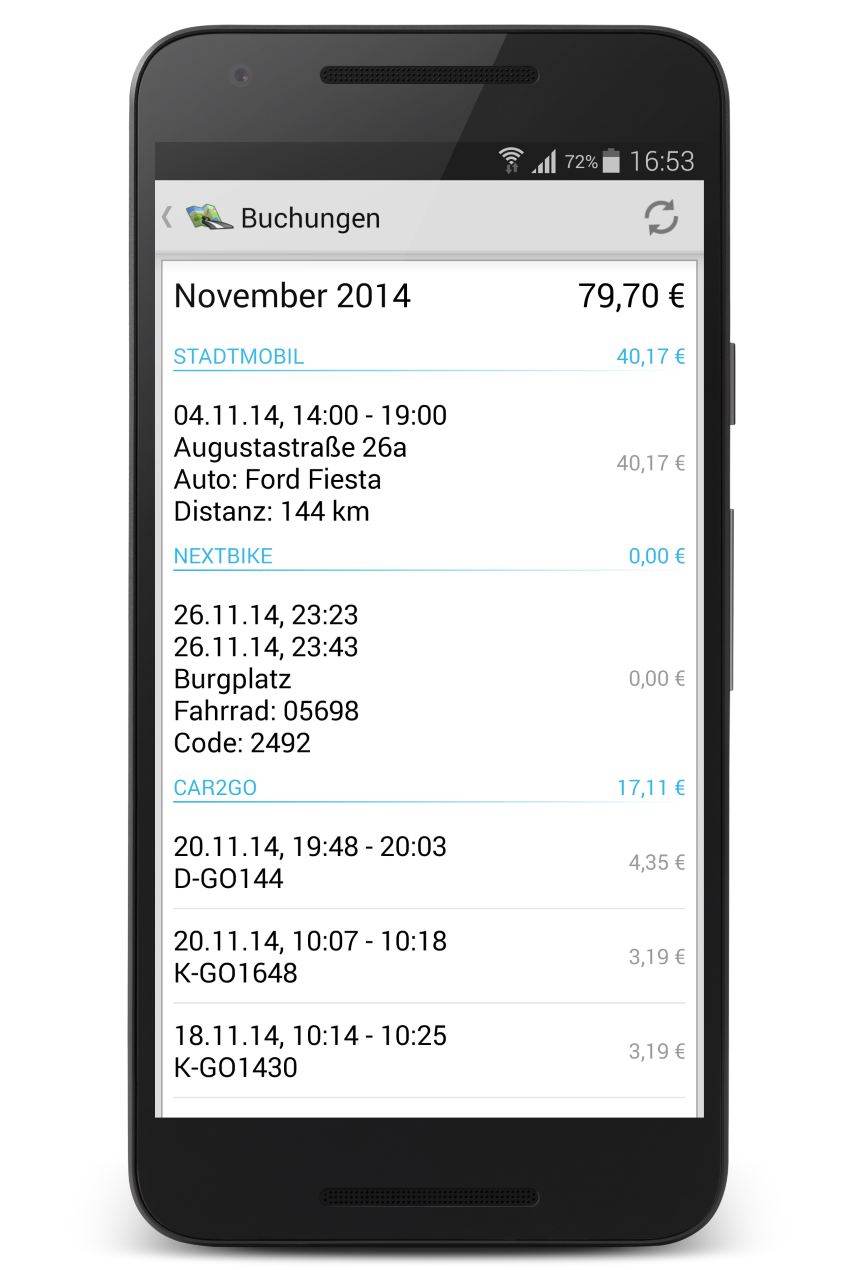 72% 16:53
Buchungen
November 2014 79,70 €
STADTMOBIL 40,17 €
04.11.14, 14:00 - 19:00
Augustastraße 26a
Auto: Ford Fiesta
Distanz: 144 km
40,17 €
NEXTBIKE 0,00 €
26.11.14, 23:23
26.11.14, 23:43
Burgplatz
Fahrrad: 05698
Code: 2492
0,00 €
CAR2GO 17,11 €
20.11.14, 19:48 - 20:03
D-GO144
4,35 €
20.11.14, 10:07 - 10:18
K-GO1648
3,19 €
18.11.14, 10:14 - 10:25
K-GO1430
3,19 €